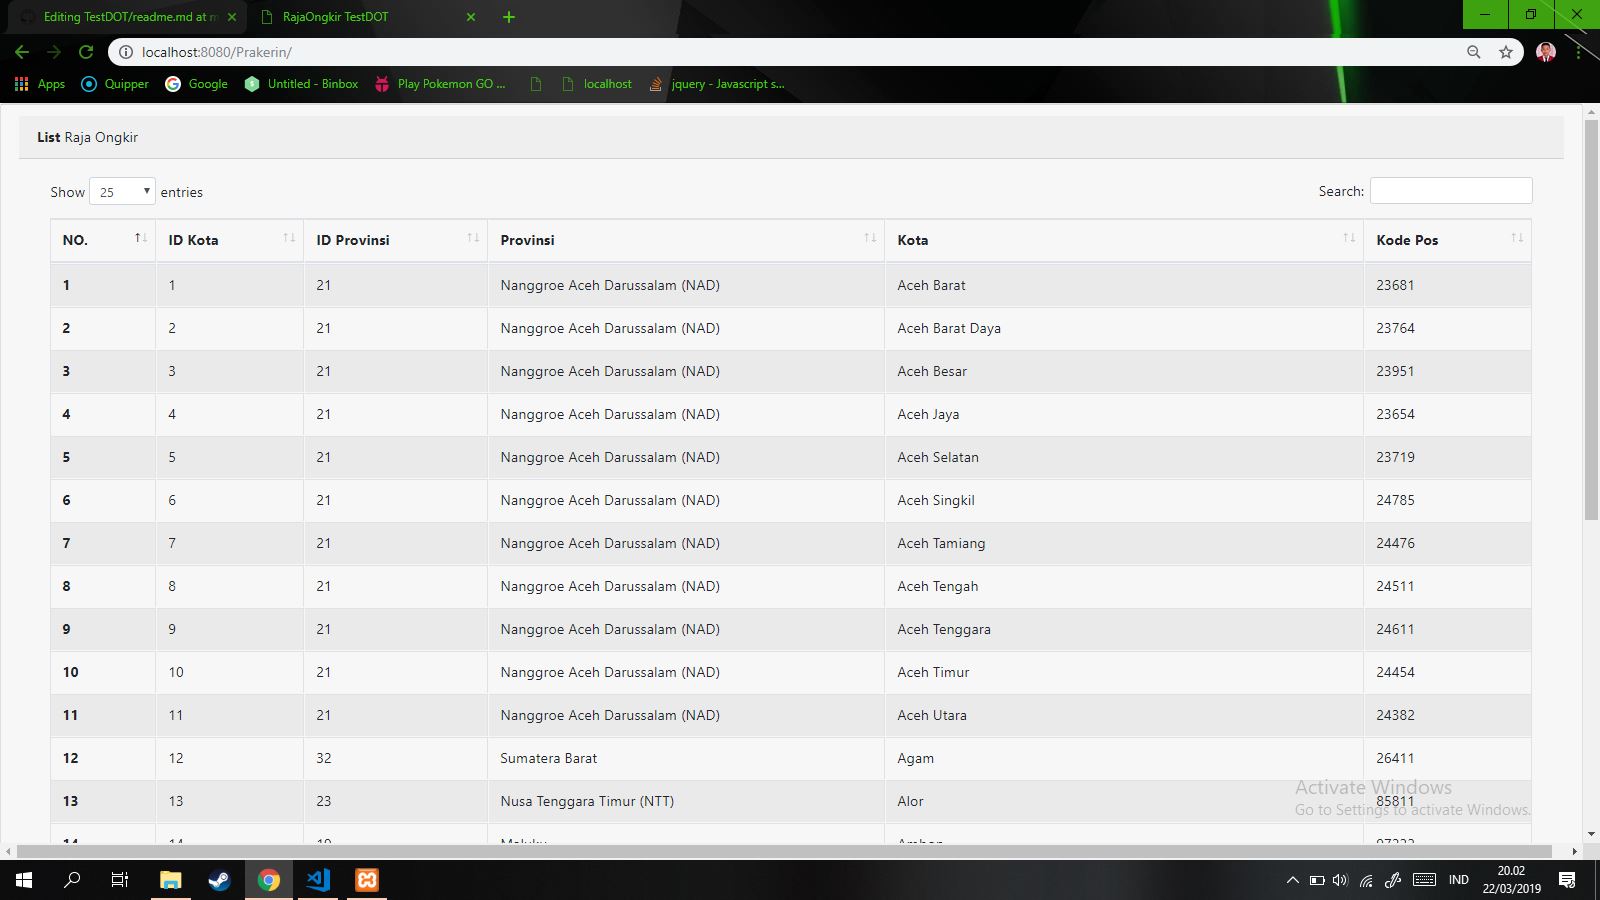 Editing TestDOT/readme.md at m
RajaOngkir TestDOT
localhost:8080/Prakerin/
Apps Quipper Google Untitled - Binbox Play Pokemon GO ... localhost jquery - Javascript s...
List Raja Ongkir
Show 25 entries Search:
NO. ID Kota ID Provinsi Provinsi Kota Kode Pos
1 1 21 Nanggroe Aceh Darussalam (NAD) Aceh Barat 23681
2 2 21 Nanggroe Aceh Darussalam (NAD) Aceh Barat Daya 23764
3 3 21 Nanggroe Aceh Darussalam (NAD) Aceh Besar 23951
4 4 21 Nanggroe Aceh Darussalam (NAD) Aceh Jaya 23654
5 5 21 Nanggroe Aceh Darussalam (NAD) Aceh Selatan 23719
6 6 21 Nanggroe Aceh Darussalam (NAD) Aceh Singkil 24785
7 7 21 Nanggroe Aceh Darussalam (NAD) Aceh Tamiang 24476
8 8 21 Nanggroe Aceh Darussalam (NAD) Aceh Tengah 24511
9 9 21 Nanggroe Aceh Darussalam (NAD) Aceh Tenggara 24611
10 10 21 Nanggroe Aceh Darussalam (NAD) Aceh Timur 24454
11 11 21 Nanggroe Aceh Darussalam (NAD) Aceh Utara 24382
12 12 32 Sumatera Barat Agam 26411
13 13 23 Nusa Tenggara Timur (NTT) Alor 85811
Activate Windows
Go to Settings to activate Windows.
IND
20.02
22/03/2019